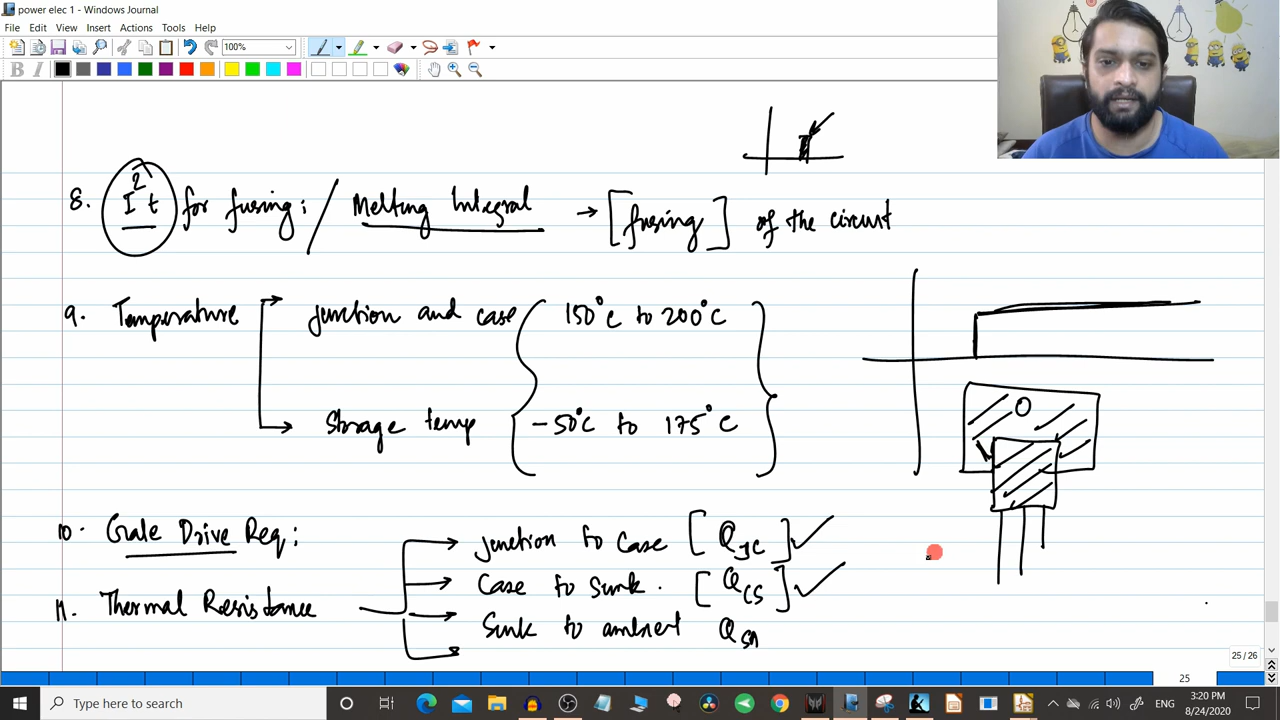 power elec 1 - Windows Journal
File Edit View Insert Actions Tools Help
100%
B I
8. I²t for fusing: / Melting Integral → [fusing] of the circuit
9. Temperature
junction and case 150°C to 200°C
Storage temp -50°C to 175°C
10. Gate Drive Req:
11. Thermal Resistance
junction to case [QJC]
Case to sink. [QCS]
Sink to ambient QSA
25 / 26
25
Type here to search
ENG
3:20 PM
8/24/2020